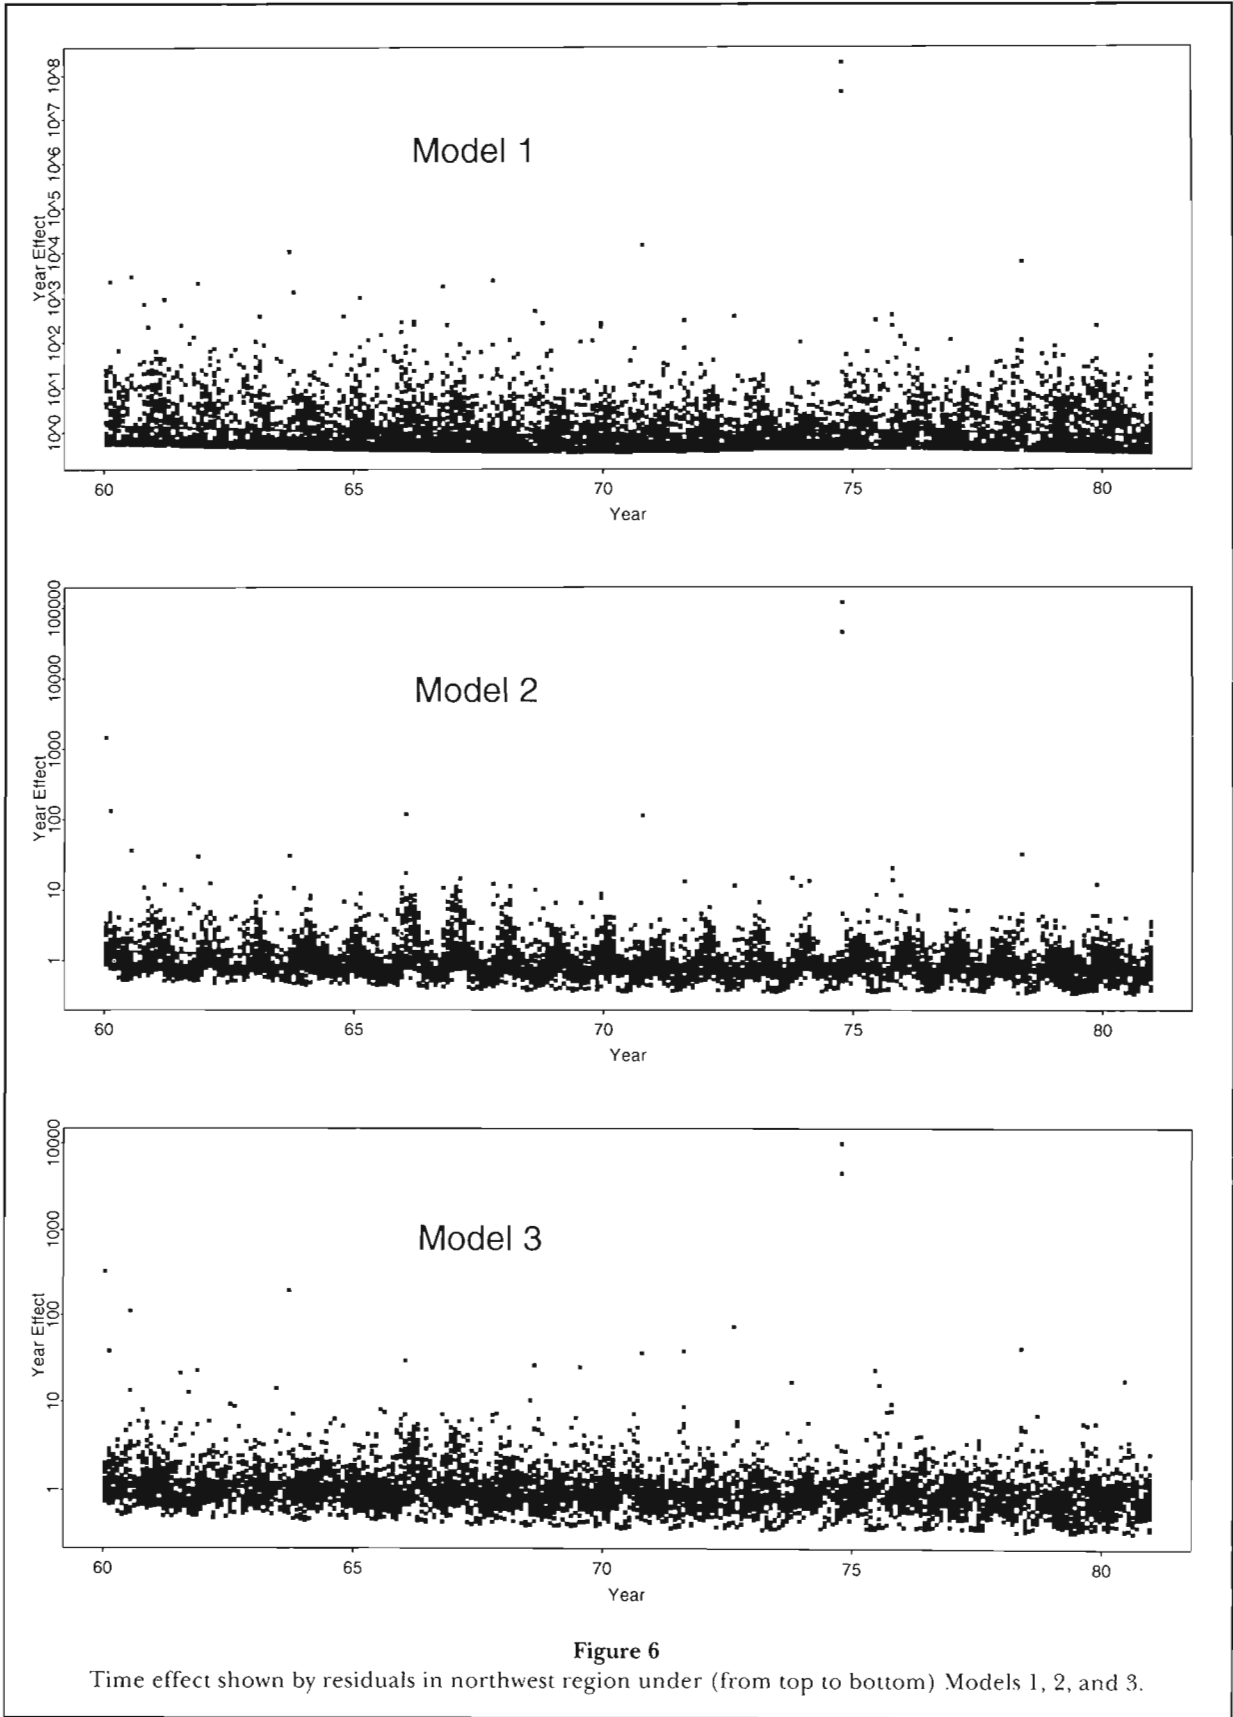 10^8
10^7
10^6
10^5
10^4
10^3
10^2
10^1
10^0
Year Effect
Model 1
60 65 70 75 80
Year
100000
10000
1000
100
10
1
Year Effect
Model 2
60 65 70 75 80
Year
10000
1000
100
10
1
Year Effect
Model 3
60 65 70 75 80
Year
Figure 6
Time effect shown by residuals in northwest region under (from top to bottom) Models 1, 2, and 3.